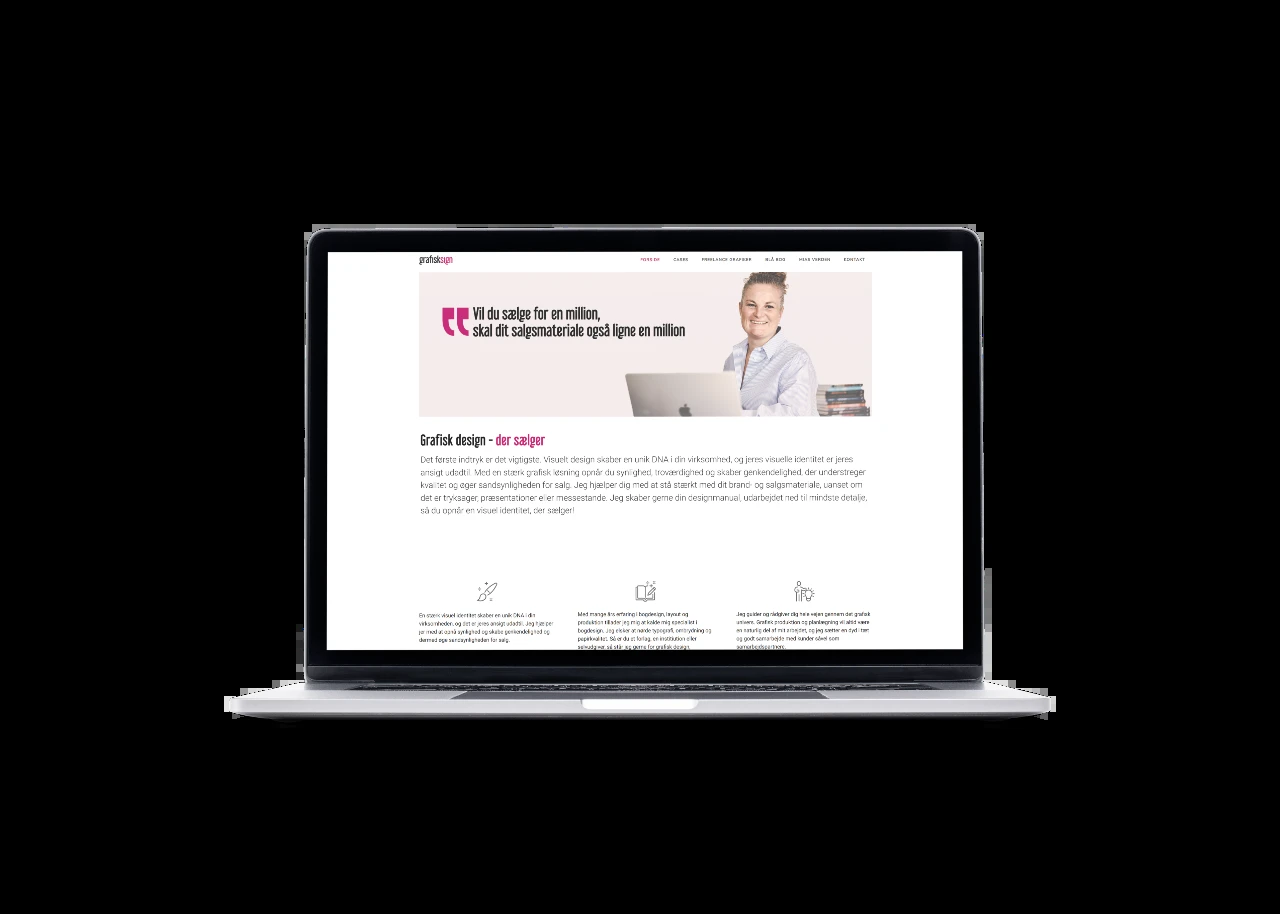 grafisksign
FORSIDE CASES FREELANCE GRAFIKER BLÅ BOG MIAS VERDEN KONTAKT
Vil du sælge for en million,
skal dit salgsmateriale også ligne en million
Grafisk design - der sælger
Det første indtryk er det vigtigste. Visuelt design skaber en unik DNA i din virksomhed, og jeres visuelle identitet er jeres
ansigt udadtil. Med en stærk grafisk løsning opnår du synlighed, troværdighed og skaber genkendelighed, der understreger
kvalitet og øger sandsynligheden for salg. Jeg hjælper dig med at stå stærkt med dit brand- og salgsmateriale, uanset om
det er tryksager, præsentationer eller messestande. Jeg skaber gerne din designmanual, udarbejdet ned til mindste detalje,
så du opnår en visuel identitet, der sælger!
En stærk visuel identitet skaber en unik DNA i din
virksomhed, og det er jeres ansigt udadtil. Jeg hjælper
jer med at opnå synlighed og skabe genkendelighed og
dermed øge sandsynligheden for salg.
Med mange års erfaring i bogdesign, layout og
produktion tillader jeg mig at kalde mig specialist i
bogdesign. Jeg elsker at nørde typografi, ombrydning og
papirkvalitet. Så er du et forlag, en institution eller
selvudgiver, så står jeg gerne for grafisk design.
Jeg guider og rådgiver dig hele vejen gennem det grafisk
univers. Grafisk produktion og planlægning vil altid være
en naturlig del af mit arbejdet, og jeg sætter en dyd i tæt
og godt samarbejde med kunder såvel som
samarbejdspartnere.